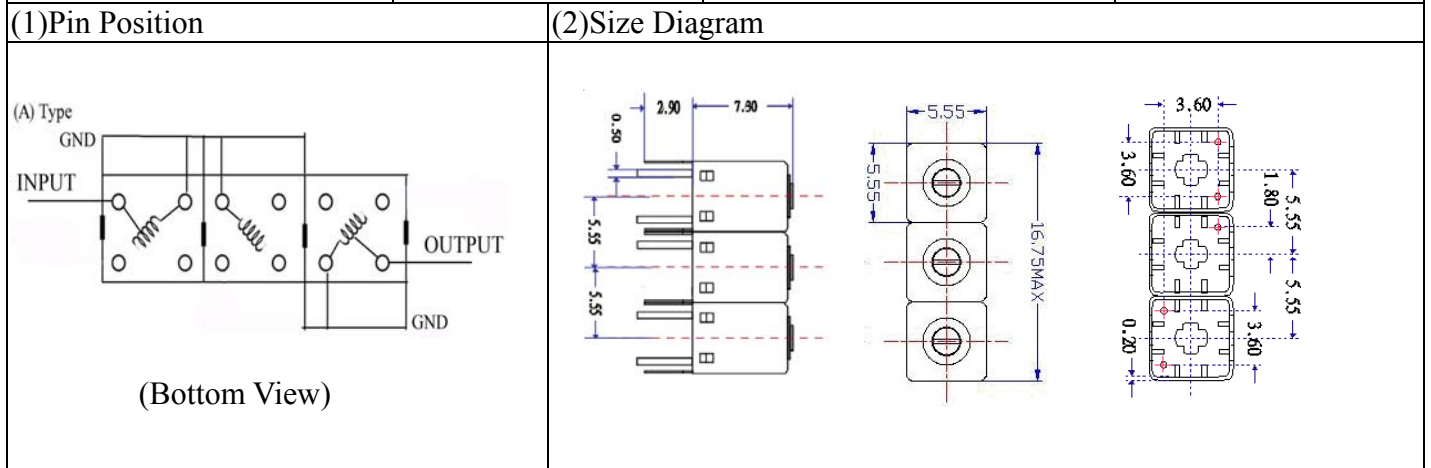 (1)Pin Position
(2)Size Diagram
(A) Type
GND
INPUT
OUTPUT
GND
(Bottom View)
2.90
7.90
0.50
5.55
5.55
5.55
5.55
16.75MAX
3.60
3.60
1.80
5.55
5.55
3.60
0.20